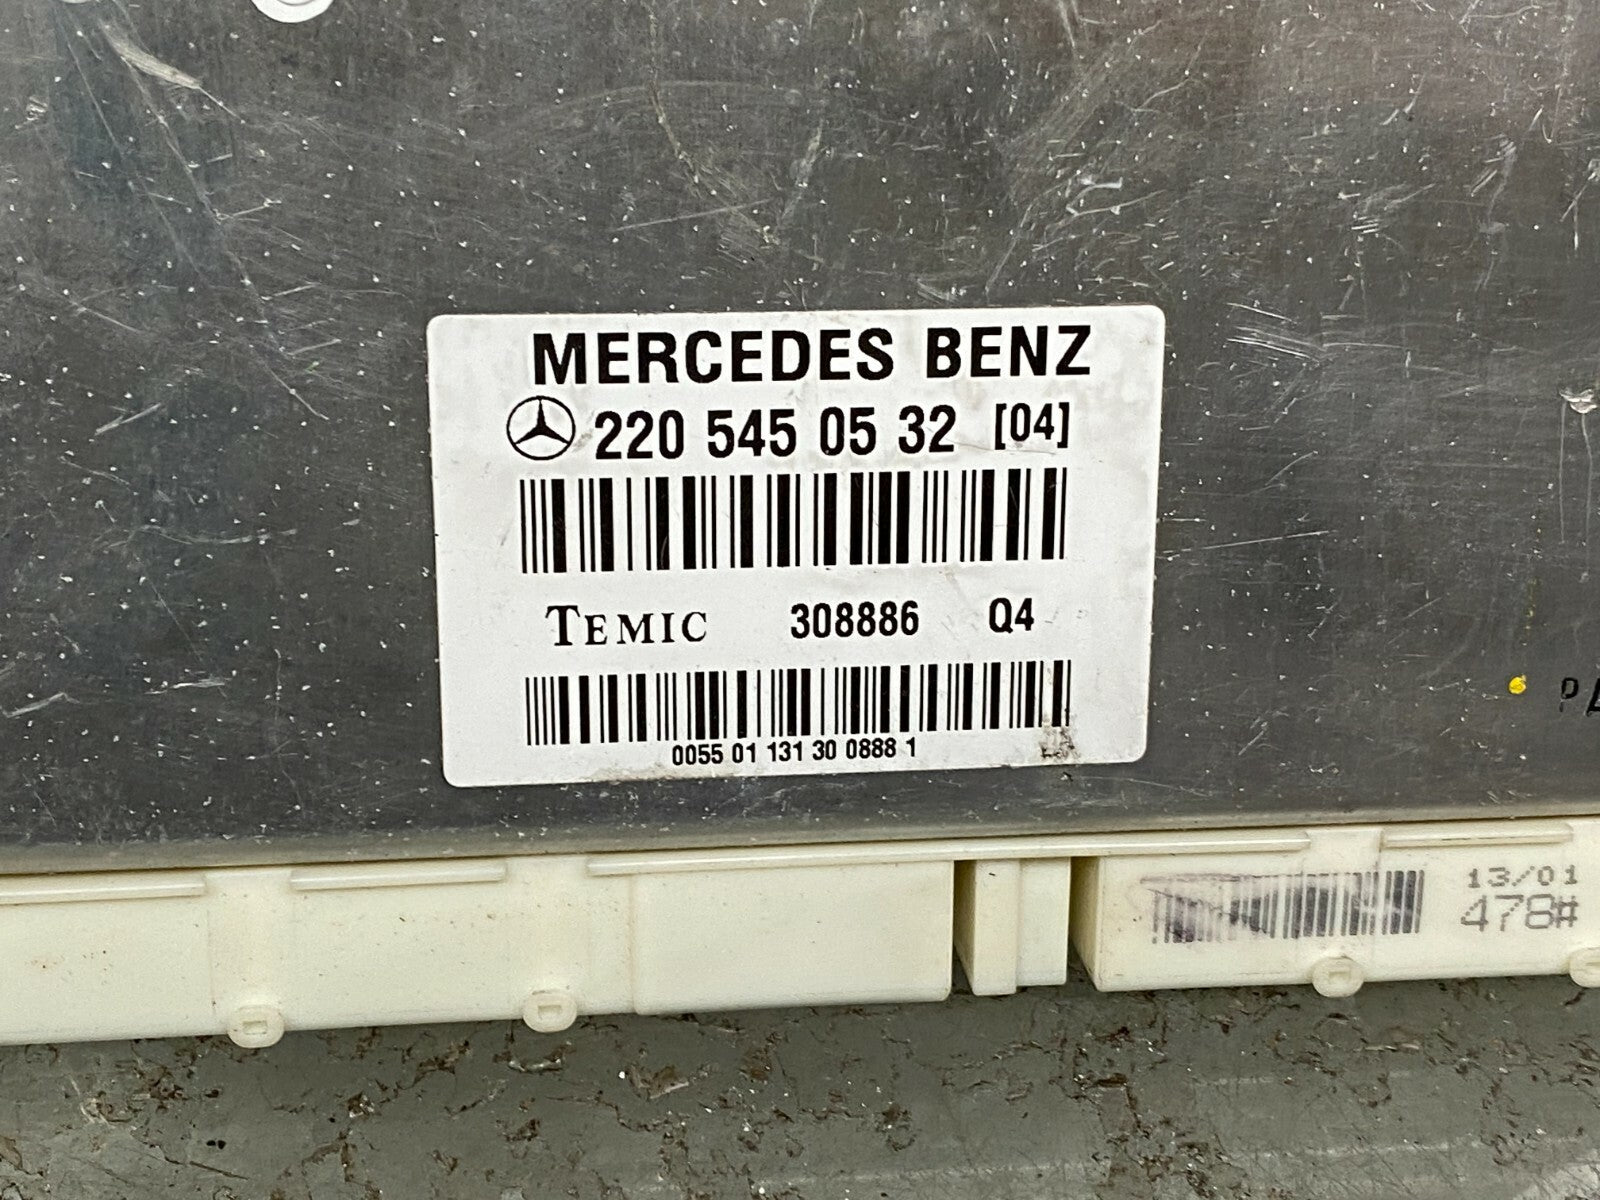 MERCEDES BENZ
220 545 05 32 [04]
TEMIC 308886 Q4
0055 01 131 30 0888 1
13/01
478#